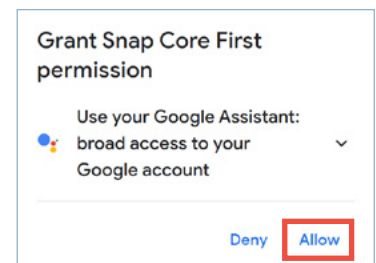 Grant Snap Core First
permission
Use your Google Assistant:
broad access to your
Google account
Deny Allow